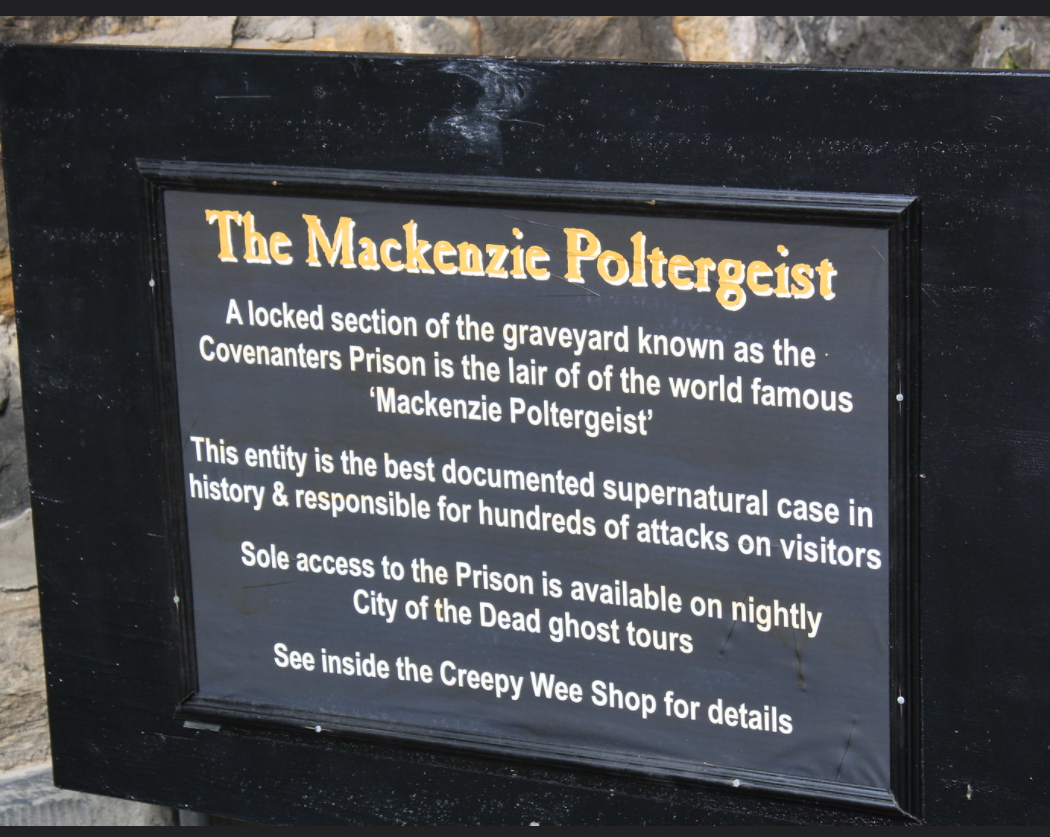 The Mackenzie Poltergeist
A locked section of the graveyard known as the
Covenanters Prison is the lair of of the world famous
‘Mackenzie Poltergeist’
This entity is the best documented supernatural case in
history & responsible for hundreds of attacks on visitors
Sole access to the Prison is available on nightly
City of the Dead ghost tours
See inside the Creepy Wee Shop for details